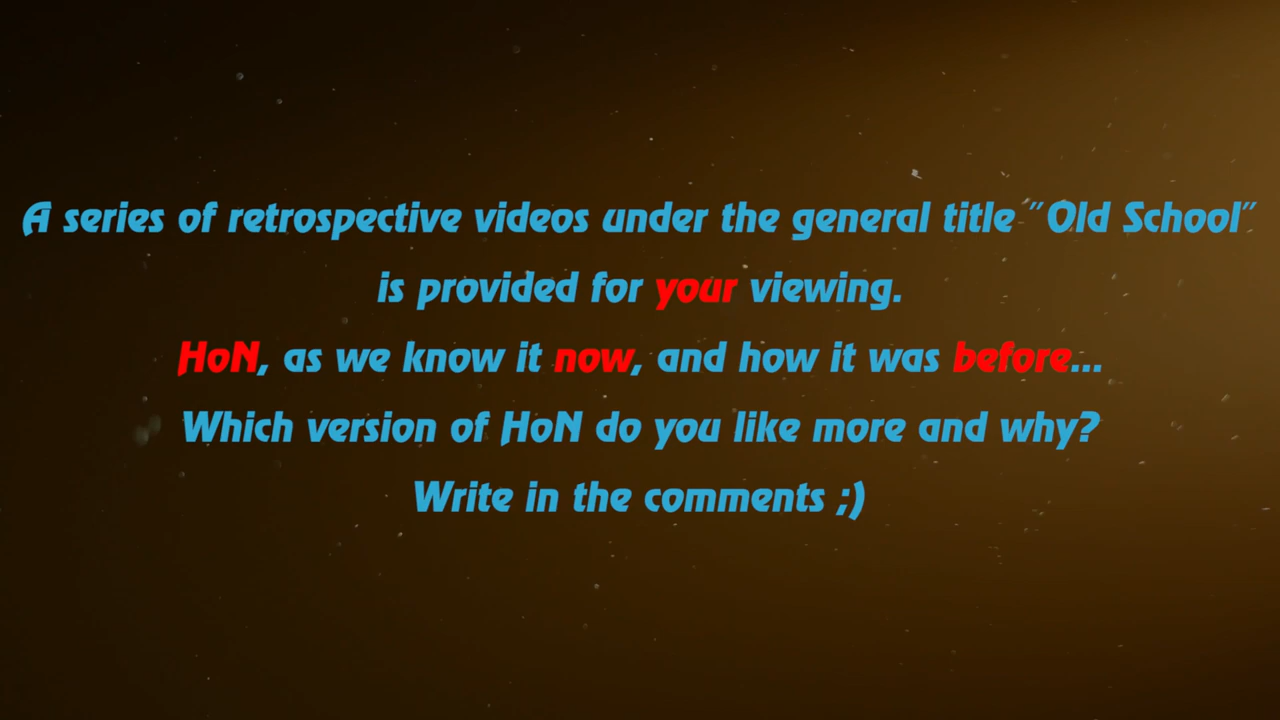 A series of retrospective videos under the general title "Old School"
is provided for your viewing.
HoN, as we know it now, and how it was before...
Which version of HoN do you like more and why?
Write in the comments ;)